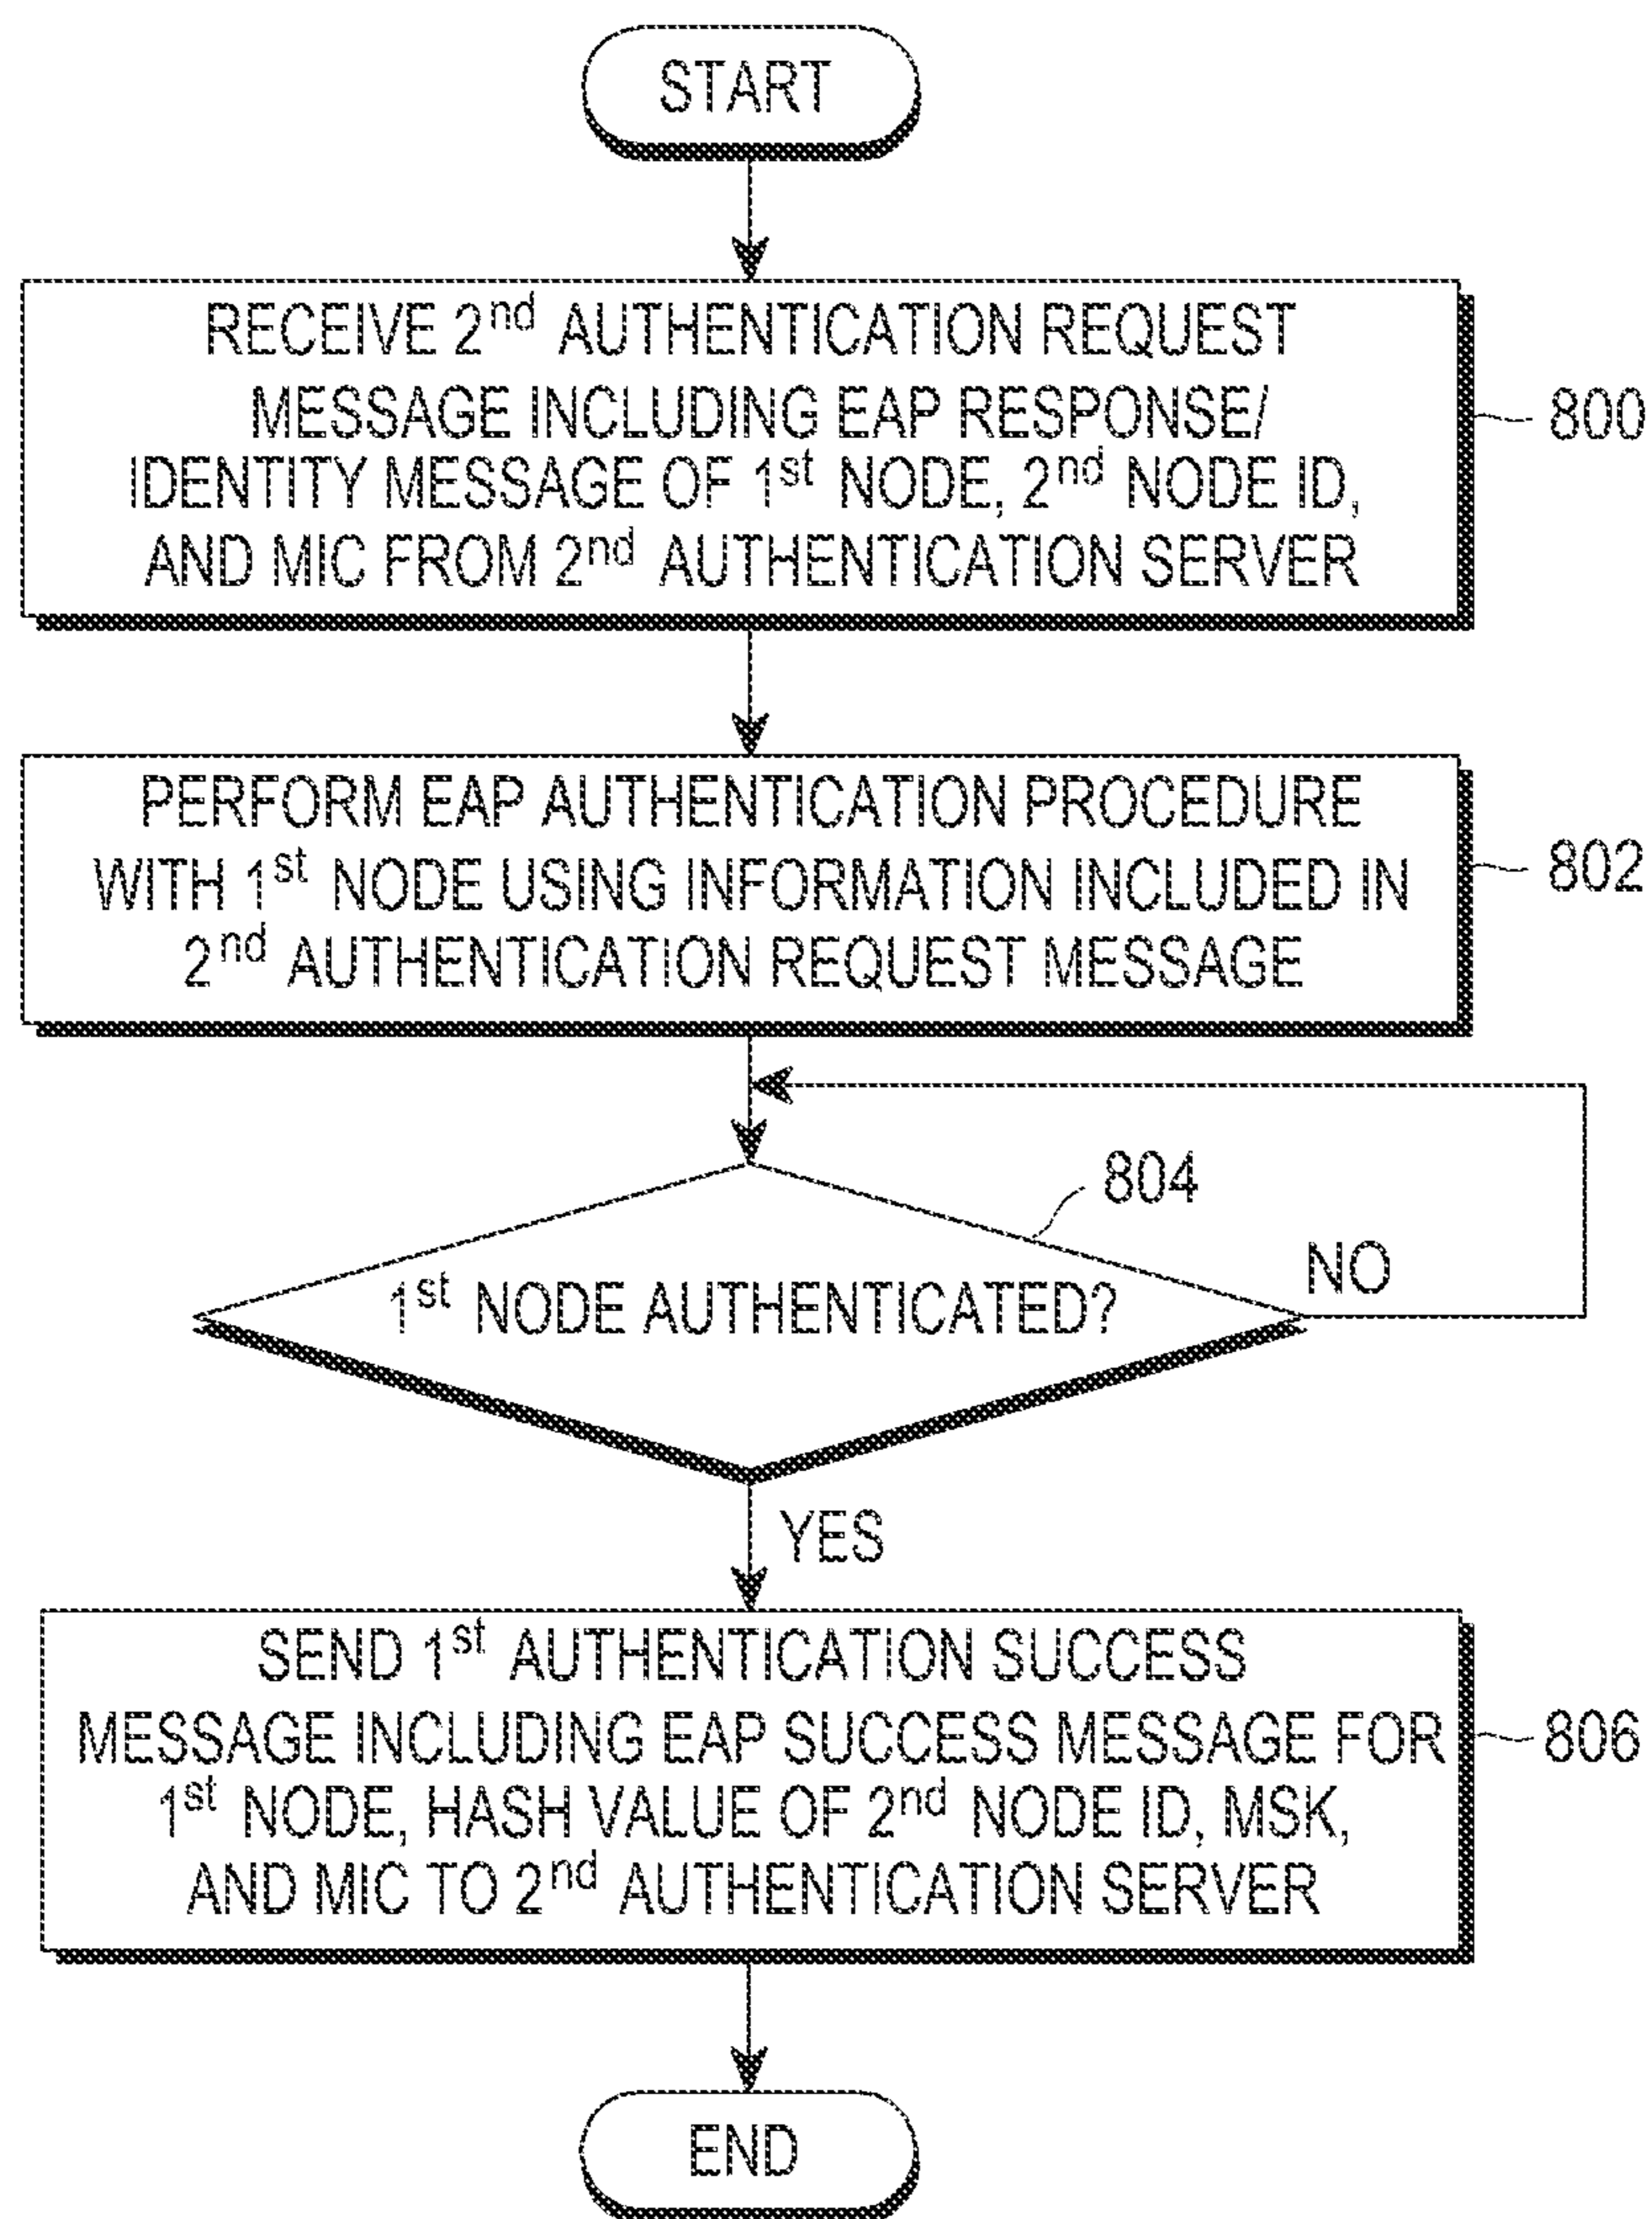 START
RECEIVE 2nd AUTHENTICATION REQUEST
MESSAGE INCLUDING EAP RESPONSE/
IDENTITY MESSAGE OF 1st NODE, 2nd NODE ID,
AND MIC FROM 2nd AUTHENTICATION SERVER
800
PERFORM EAP AUTHENTICATION PROCEDURE
WITH 1st NODE USING INFORMATION INCLUDED IN
2nd AUTHENTICATION REQUEST MESSAGE
802
804
1st NODE AUTHENTICATED?
NO
YES
SEND 1st AUTHENTICATION SUCCESS
MESSAGE INCLUDING EAP SUCCESS MESSAGE FOR
1st NODE, HASH VALUE OF 2nd NODE ID, MSK,
AND MIC TO 2nd AUTHENTICATION SERVER
806
END